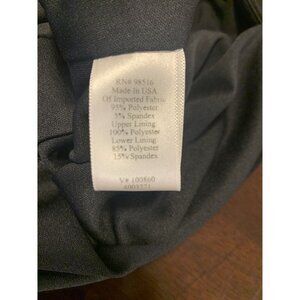 RN# 98516
Made In USA
Of Imported Fabric
95% Polyester
5% Spandex
Upper Lining:
100% Polyester
Lower Lining:
85% Polyester
15% Spandex
V# 100860